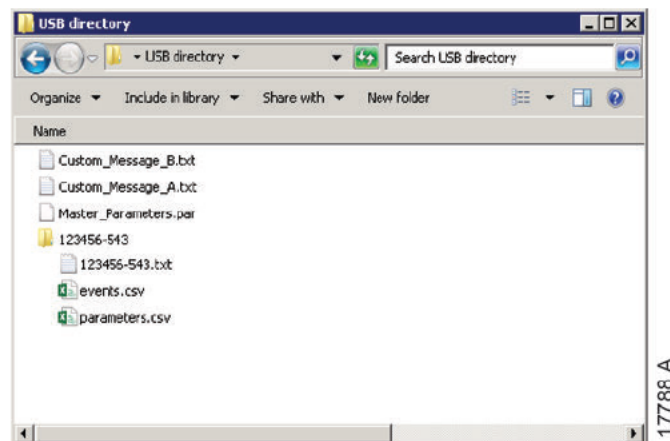 USB directory
USB directory
Search USB directory
Organize
Include in library
Share with
New folder
Name
Custom_Message_B.txt
Custom_Message_A.txt
Master_Parameters.par
123456-543
123456-543.txt
events.csv
parameters.csv
17788 A